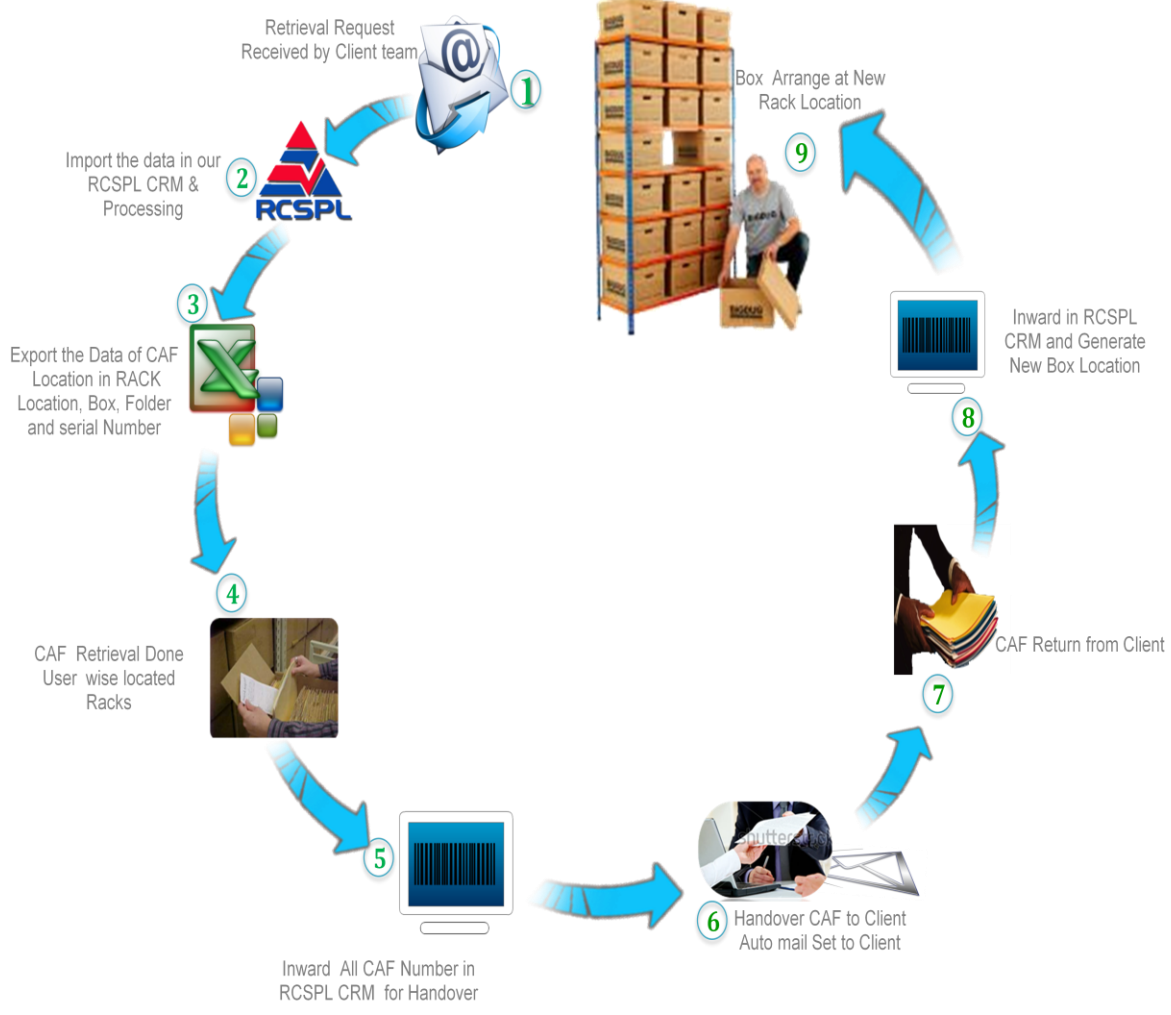 Retrieval Request
Received by Client team
@
1
Import the data in our
RCSPL CRM &
Processing
2
RCSPL
3
Export the Data of CAF
Location in RACK
Location, Box, Folder
and serial Number
X
4
CAF Retrieval Done
User wise located
Racks
5
Inward All CAF Number in
RCSPL CRM for Handover
shutterstock
6
Handover CAF to Client
Auto mail Set to Client
7
CAF Return from Client
8
Inward in RCSPL
CRM and Generate
New Box Location
9
Box Arrange at New
Rack Location
BIGDUG
BIGDUG